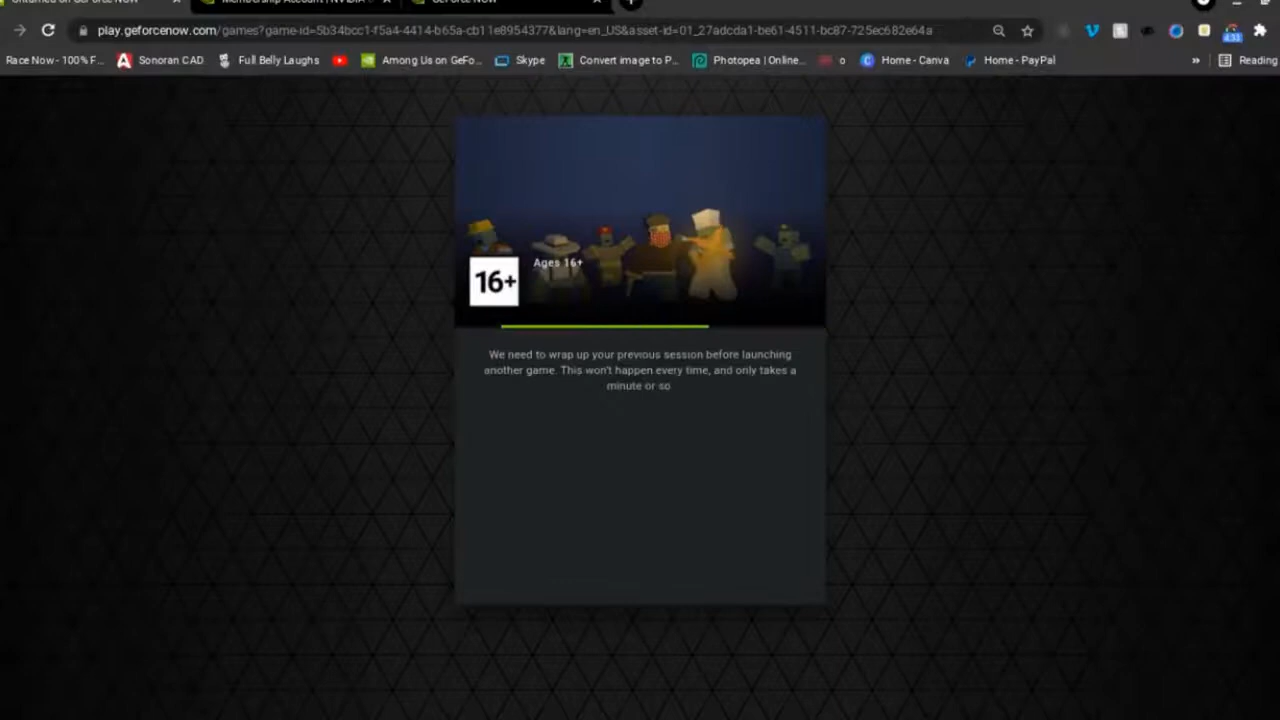 play.geforcenow.com/games?game-id=5b34bcc1-f5a4-4414-b65a-cb11e8954377&lang=en_US&asset-id=01_27adcda1-be61-4511-bc87-725ec682e64a
4:31
Race Now - 100% F... Sonoran CAD Full Belly Laughs Among Us on GeFo... Skype Convert image to P... Photopea | Online... o Home - Canva Home - PayPal » Reading
16+ Ages 16+
We need to wrap up your previous session before launching
another game. This won't happen every time, and only takes a
minute or so